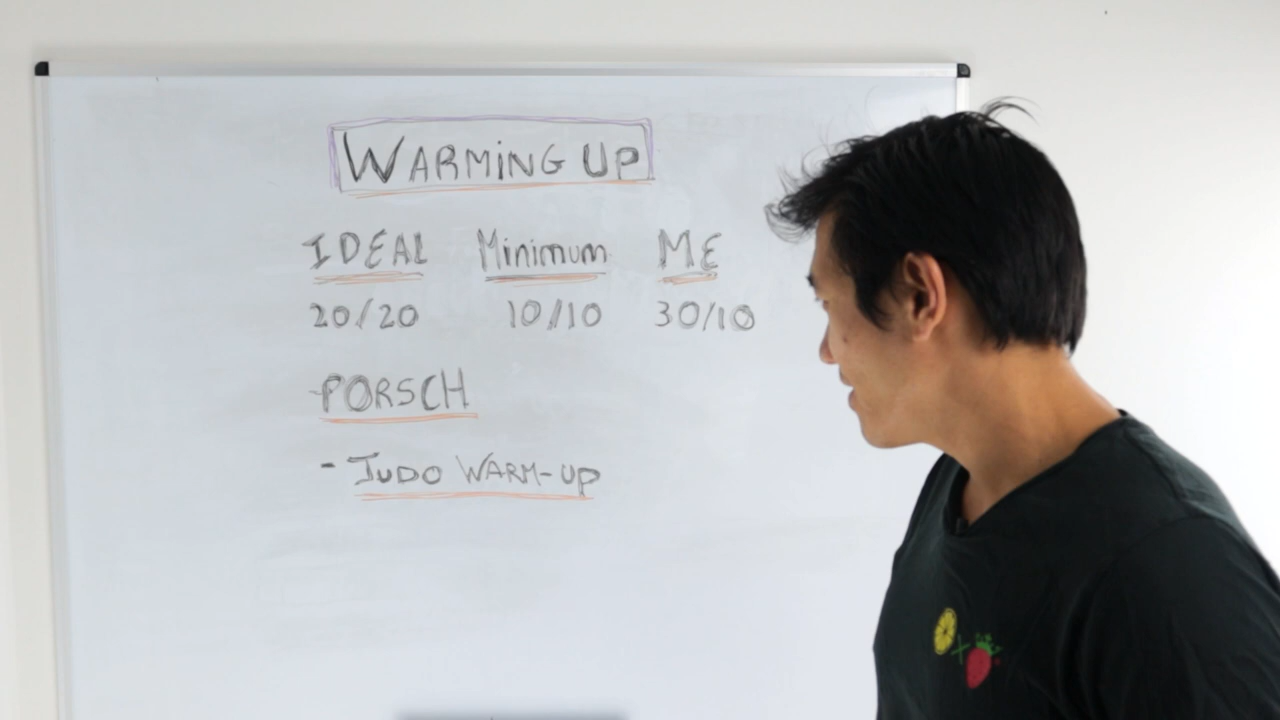 WARMING UP
IDEAL Minimum ME
20/20 10/10 30/10
-PORSCH
- JUDO WARM-UP